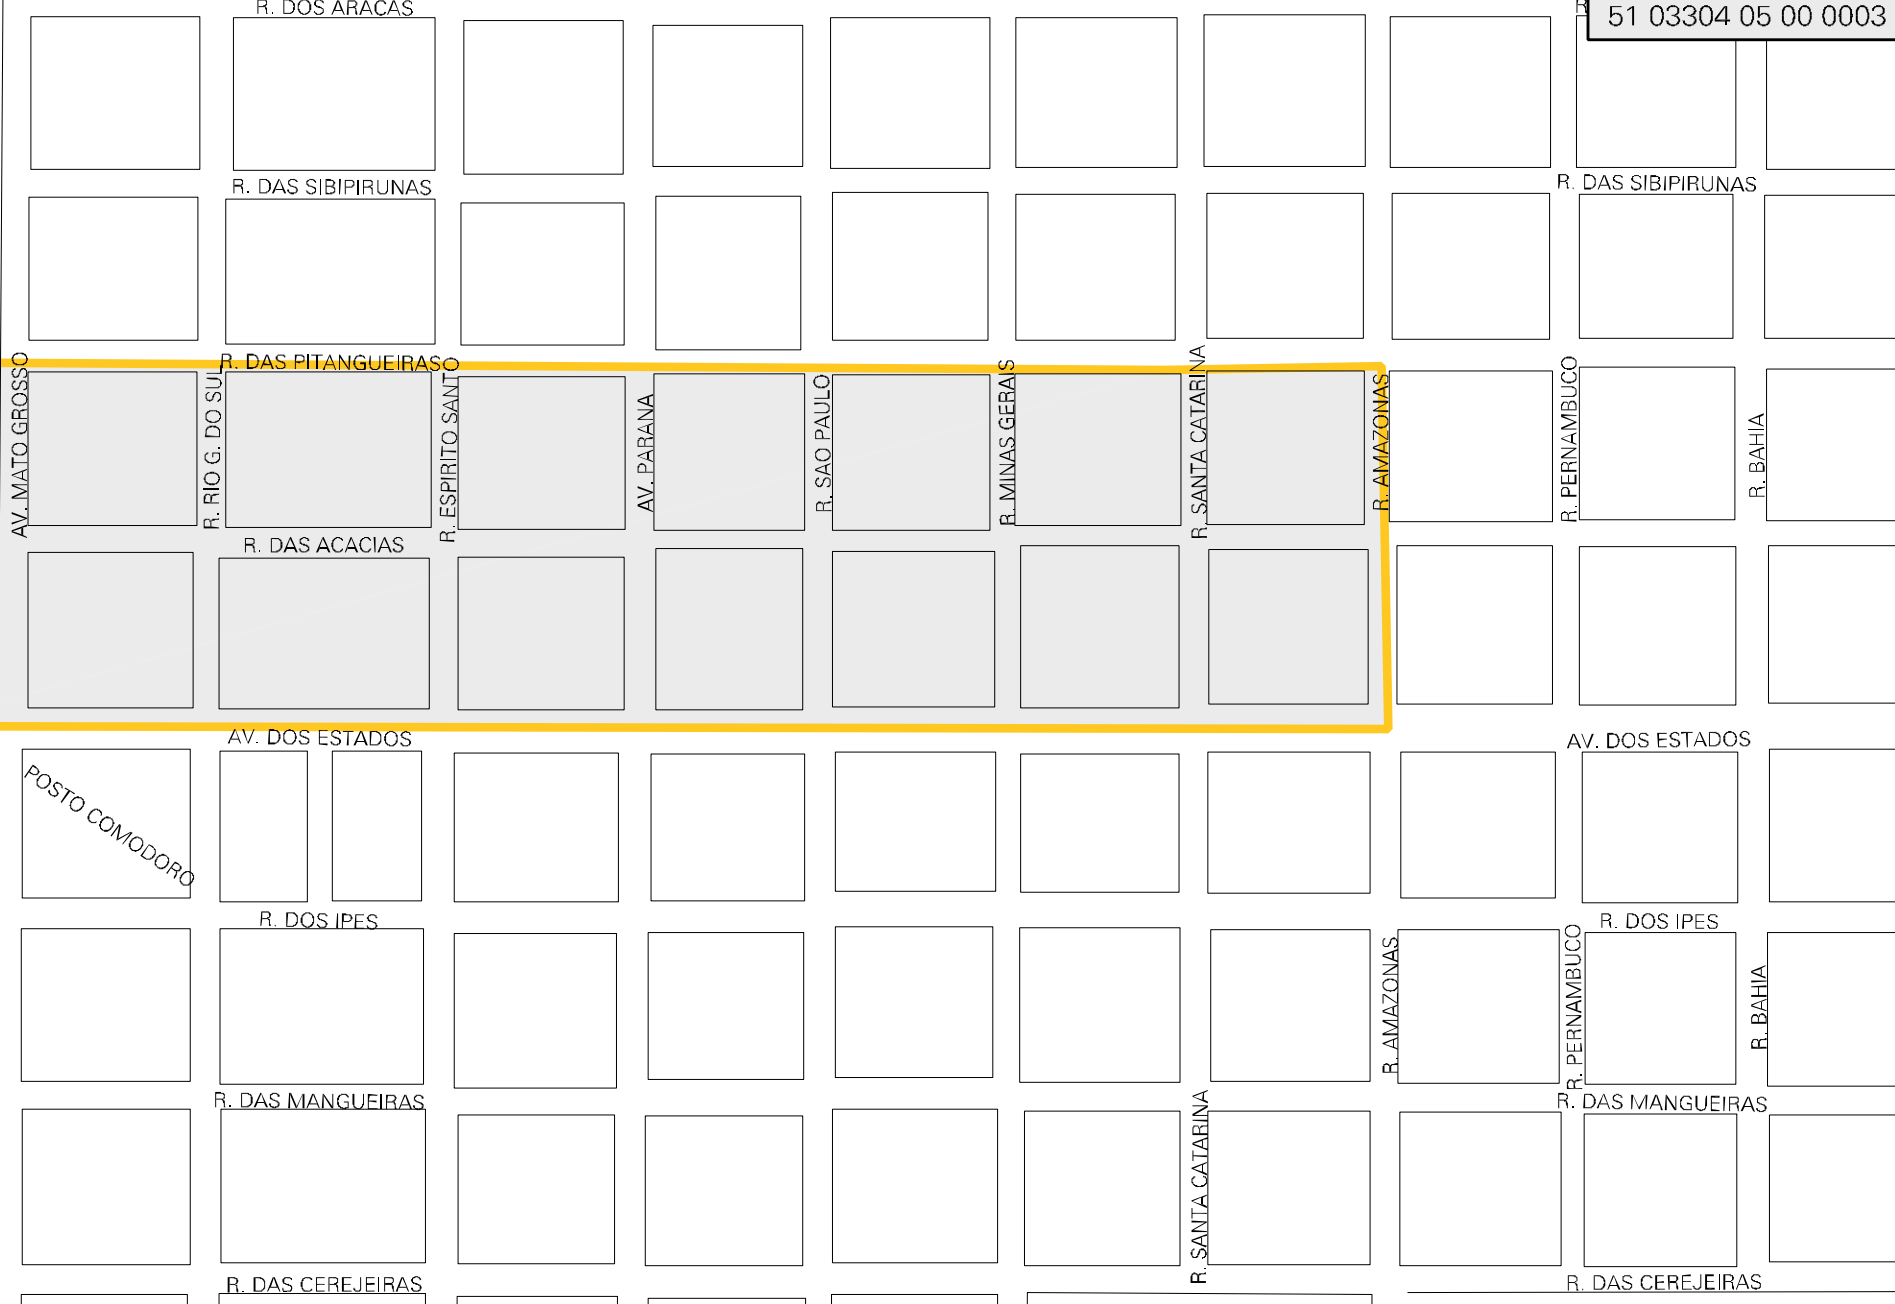 R. DOS ARAÇAS
51 03304 05 00 0003
R. DAS SIBIPIRUNAS
R. DAS SIBIPIRUNAS
R. DAS PITANGUEIRAS
AV. MATO GROSSO
R. RIO G. DO SUL
R. ESPIRITO SANTO
AV. PARANA
R. SAO PAULO
R. MINAS GERAIS
R. SANTA CATARINA
R. AMAZONAS
R. PERNAMBUCO
R. BAHIA
R. DAS ACACIAS
AV. DOS ESTADOS
AV. DOS ESTADOS
POSTO COMODORO
R. DOS IPES
R. DOS IPES
R. AMAZONAS
R. PERNAMBUCO
R. BAHIA
R. DAS MANGUEIRAS
R. DAS MANGUEIRAS
R. SANTA CATARINA
R. DAS CEREJEIRAS
R. DAS CEREJEIRAS